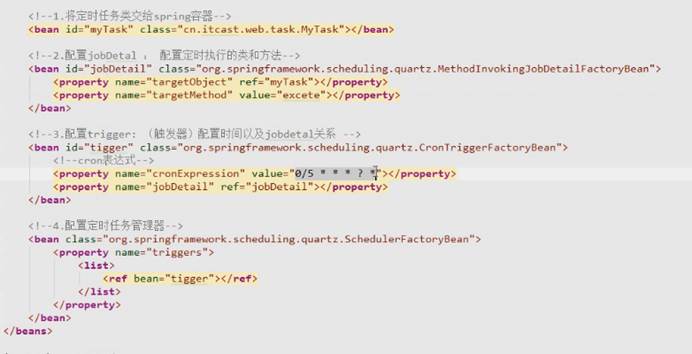 <!--1.将定时任务类交给spring容器-->
<bean id="myTask" class="cn.itcast.web.task.MyTask"></bean>
<!--2.配置jobDetal ： 配置定时执行的类和方法-->
<bean id="jobDetail" class="org.springframework.scheduling.quartz.MethodInvokingJobDetailFactoryBean">
<property name="targetObject" ref="myTask"></property>
<property name="targetMethod" value="excete"></property>
</bean>
<!--3.配置trigger: （触发器）配置时间以及jobdetal关系 -->
<bean id="tigger" class="org.springframework.scheduling.quartz.CronTriggerFactoryBean">
<!--cron表达式-->
<property name="cronExpression" value="0/5 * * * ? *"></property>
<property name="jobDetail" ref="jobDetail"></property>
</bean>
<!--4.配置定时任务管理器-->
<bean class="org.springframework.scheduling.quartz.SchedulerFactoryBean">
<property name="triggers">
<list>
<ref bean="tigger"></ref>
</list>
</property>
</bean>
</beans>